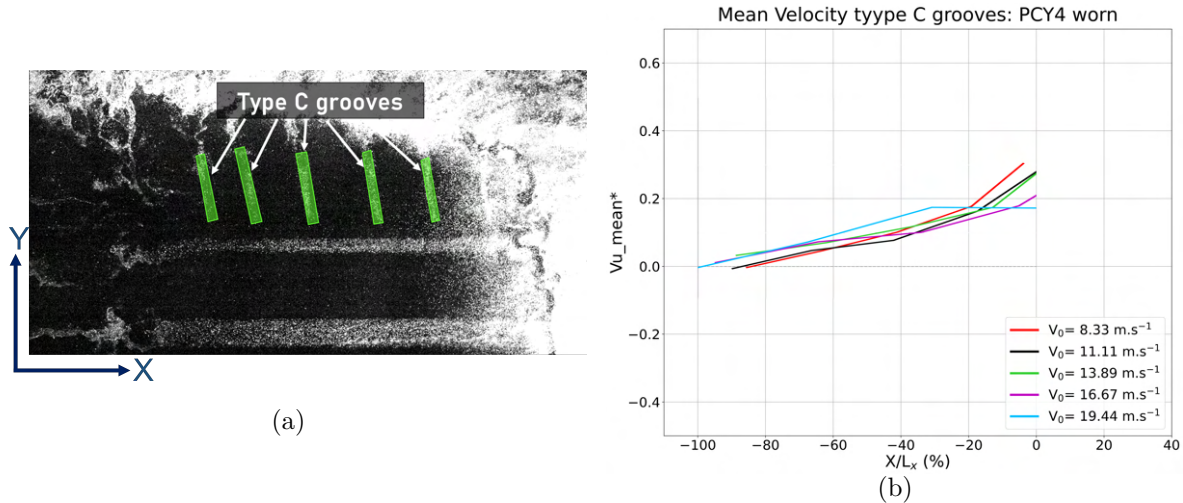 Type C grooves
Y
X
(a)
Mean Velocity tyype C grooves: PCY4 worn
Vu_mean*
0.6
0.4
0.2
0.0
−0.2
−0.4
V₀= 8.33 m.s⁻¹
V₀= 11.11 m.s⁻¹
V₀= 13.89 m.s⁻¹
V₀= 16.67 m.s⁻¹
V₀= 19.44 m.s⁻¹
−100 −80 −60 −40 −20 0 20 40
X/Lₓ (%)
(b)